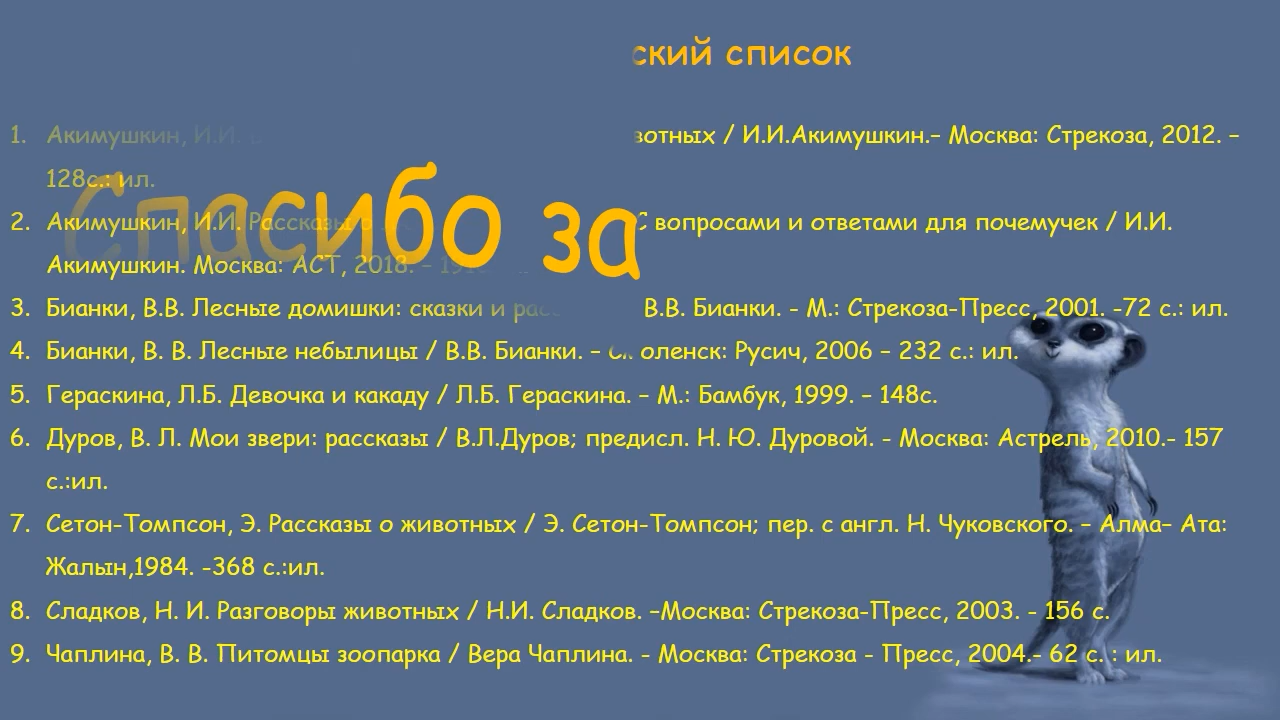 ский список
1. Акимушкин, И.И. вотных / И.И.Акимушкин.– Москва: Стрекоза, 2012. –
128с.: ил.
Спасибо за
2. Акимушкин, И.И. Рассказы о С вопросами и ответами для почемучек / И.И.
Акимушкин. Москва: АСТ, 2018. –
3. Бианки, В.В. Лесные домишки: сказки и расс В.В. Бианки. - М.: Стрекоза-Пресс, 2001. -72 с.: ил.
4. Бианки, В. В. Лесные небылицы / В.В. Бианки. – См оленск: Русич, 2006 – 232 с.: ил.
5. Гераскина, Л.Б. Девочка и какаду / Л.Б. Гераскина. – М.: Бамбук, 1999. – 148с.
6. Дуров, В. Л. Мои звери: рассказы / В.Л.Дуров; предисл. Н. Ю. Дуровой. - Москва: Астрель, 2010.- 157
с.:ил.
7. Сетон-Томпсон, Э. Рассказы о животных / Э. Сетон-Томпсон; пер. с англ. Н. Чуковского. – Алма– Ата:
Жалын,1984. -368 с.:ил.
8. Сладков, Н. И. Разговоры животных / Н.И. Сладков. –Москва: Стрекоза-Пресс, 2003. - 156 с.
9. Чаплина, В. В. Питомцы зоопарка / Вера Чаплина. - Москва: Стрекоза - Пресс, 2004.- 62 с. : ил.